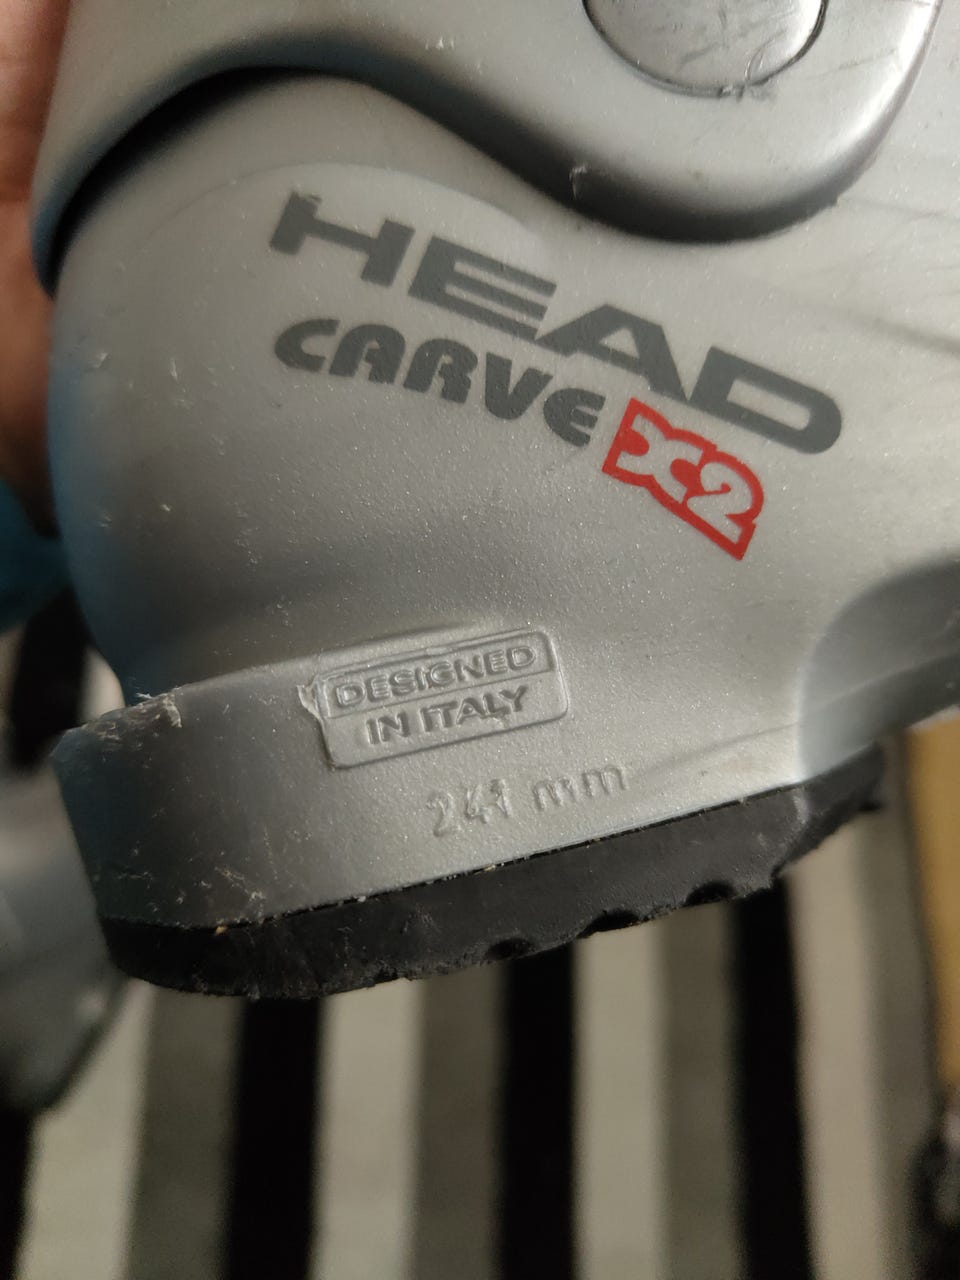 HEAD
CARVE X2
DESIGNED
IN ITALY
241 mm